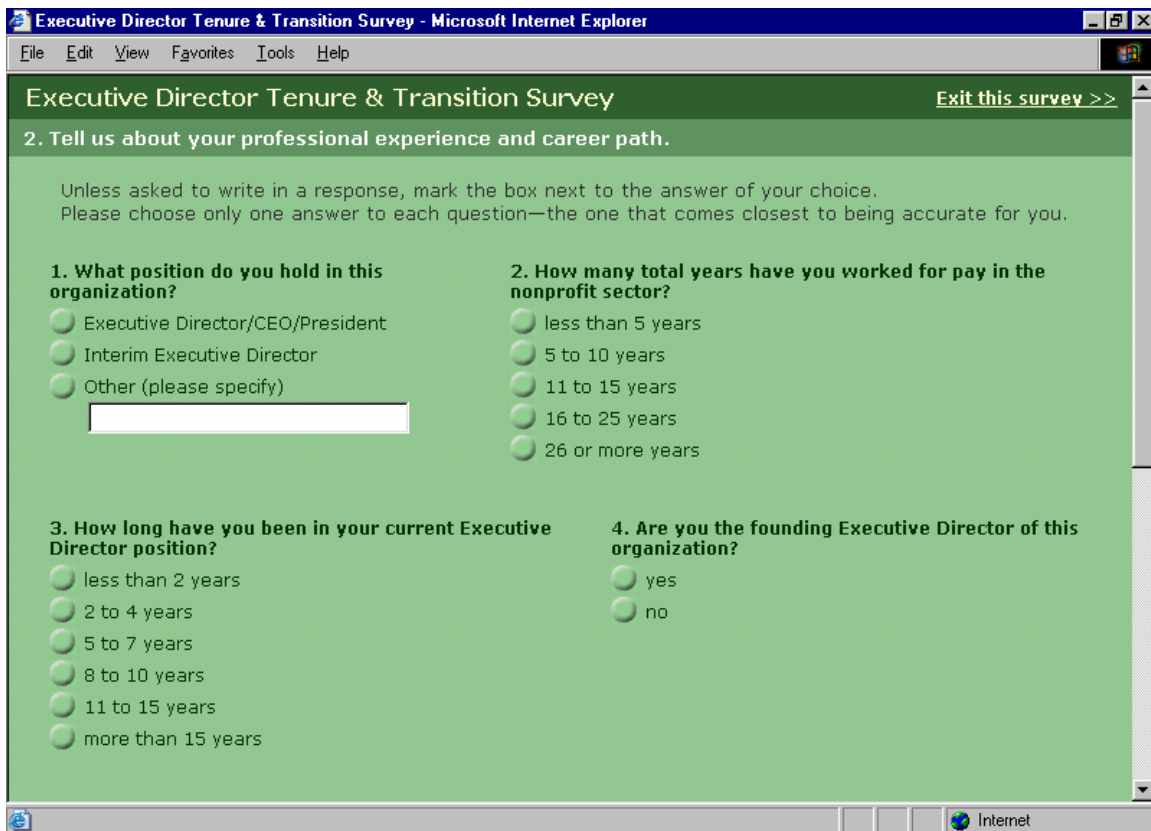 Executive Director Tenure & Transition Survey - Microsoft Internet Explorer
File Edit View Favorites Tools Help
Executive Director Tenure & Transition Survey
Exit this survey >>
2. Tell us about your professional experience and career path.
Unless asked to write in a response, mark the box next to the answer of your choice.
Please choose only one answer to each question—the one that comes closest to being accurate for you.
1. What position do you hold in this
organization?
Executive Director/CEO/President
Interim Executive Director
Other (please specify)
2. How many total years have you worked for pay in the
nonprofit sector?
less than 5 years
5 to 10 years
11 to 15 years
16 to 25 years
26 or more years
3. How long have you been in your current Executive
Director position?
less than 2 years
2 to 4 years
5 to 7 years
8 to 10 years
11 to 15 years
more than 15 years
4. Are you the founding Executive Director of this
organization?
yes
no
Internet